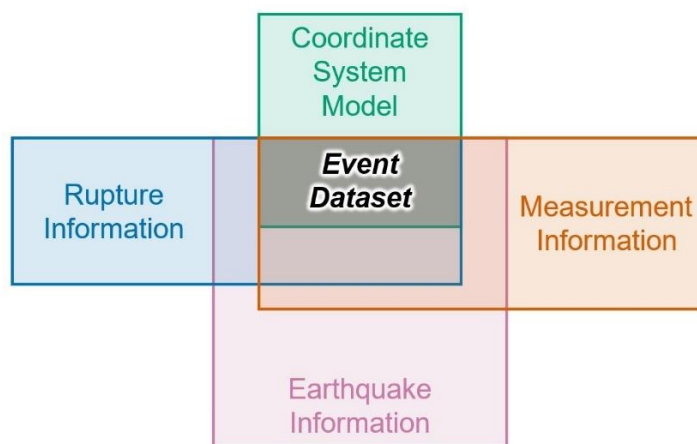 Coordinate
System
Model
Event
Dataset
Rupture
Information
Measurement
Information
Earthquake
Information